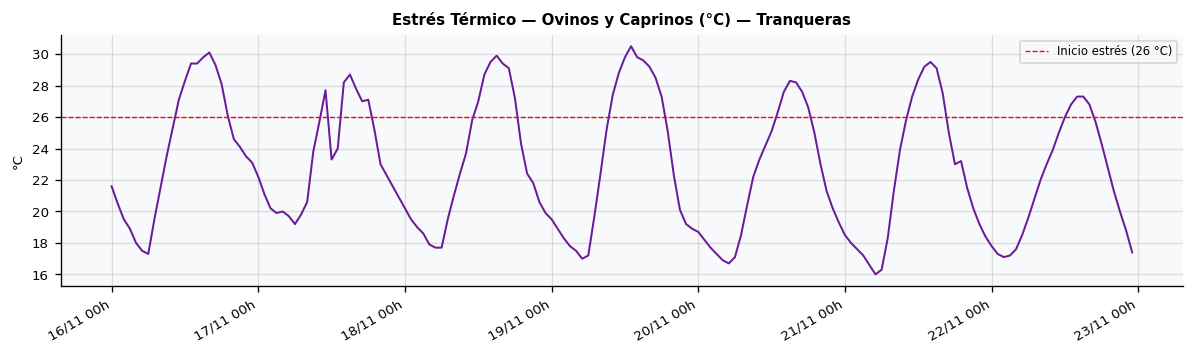 Estrés Térmico — Ovinos y Caprinos (°C) — Tranqueras
Inicio estrés (26 °C)
°C
30
28
26
24
22
20
18
16
16/11 00h
17/11 00h
18/11 00h
19/11 00h
20/11 00h
21/11 00h
22/11 00h
23/11 00h